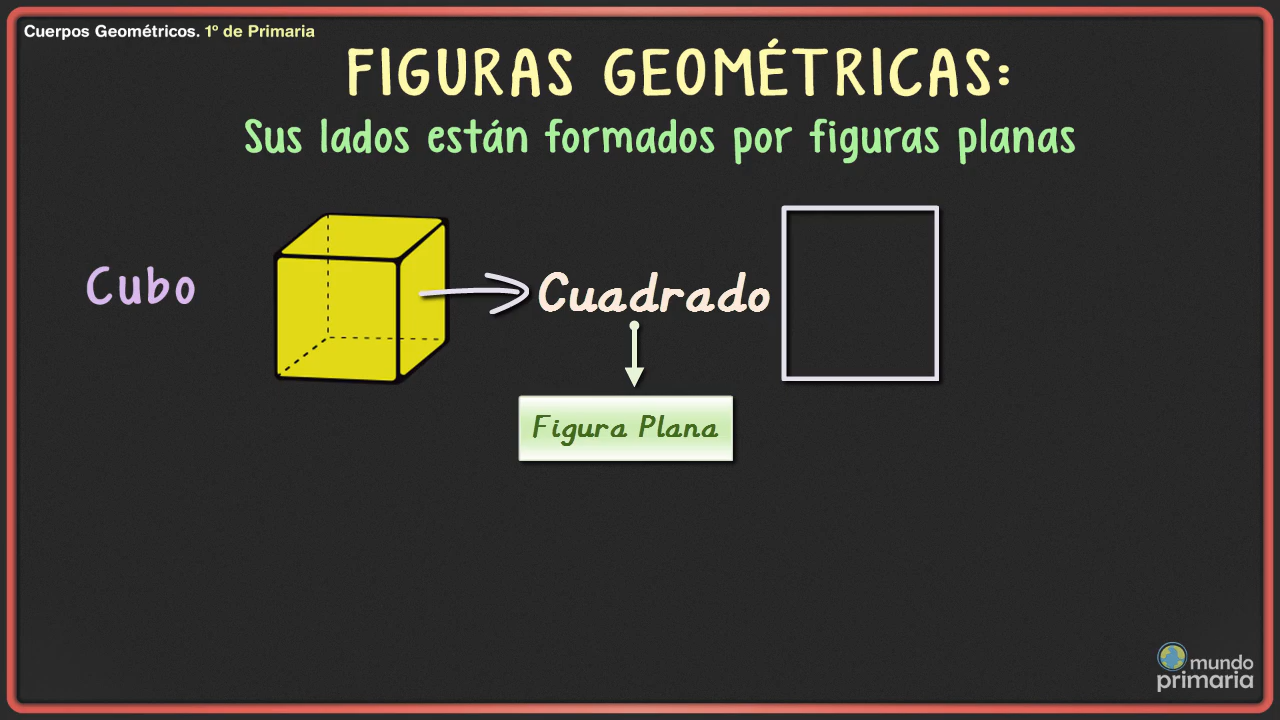 Cuerpos Geométricos. 1º de Primaria
FIGURAS GEOMÉTRICAS:
Sus lados están formados por figuras planas
Cubo
Cuadrado
Figura Plana
mundo
primaria